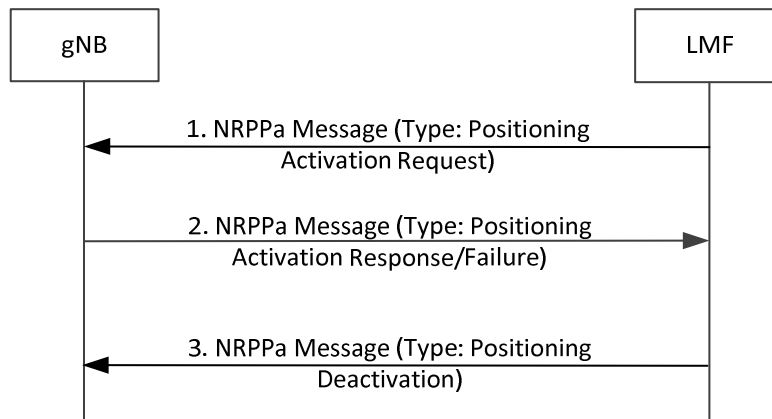 gNB
LMF
1. NRPPa Message (Type: Positioning
Activation Request)
2. NRPPa Message (Type: Positioning
Activation Response/Failure)
3. NRPPa Message (Type: Positioning
Deactivation)